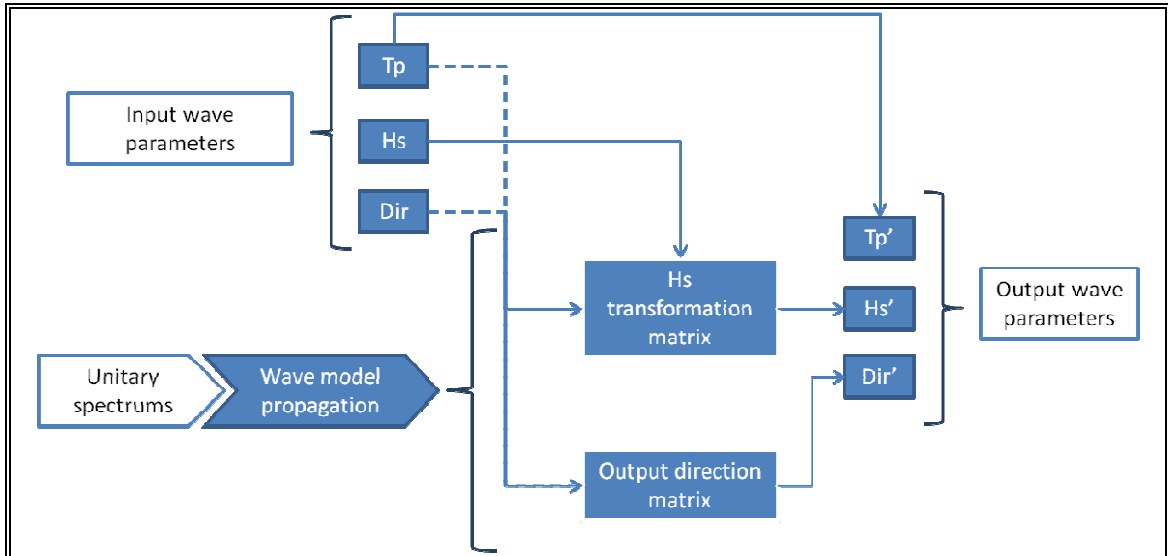 Input wave
parameters
Tp
Hs
Dir
Unitary
spectrums
Wave model
propagation
Hs
transformation
matrix
Output direction
matrix
Tp’
Hs’
Dir’
Output wave
parameters